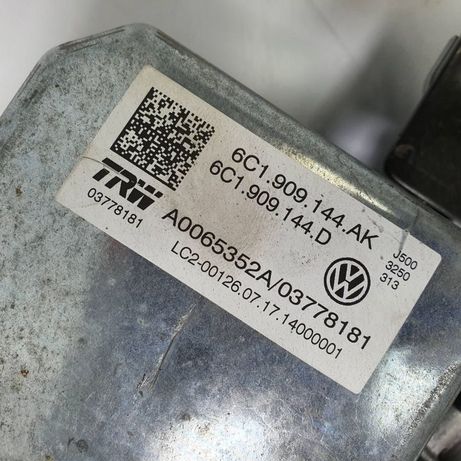 6C1.909.144.AK
6C1.909.144.D
TRW
03778181
A0065352A/03778181
LC2-00126.07.17.14000001
J500
3250
313
VW